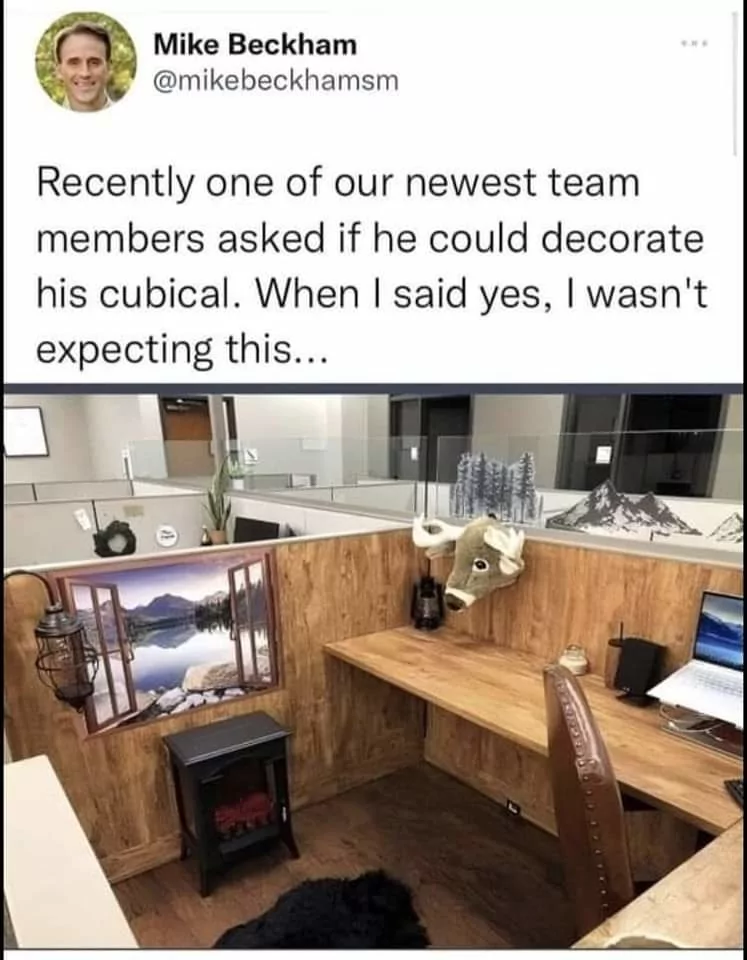 Mike Beckham
@mikebeckhamsm
Recently one of our newest team
members asked if he could decorate
his cubical. When I said yes, I wasn't
expecting this...